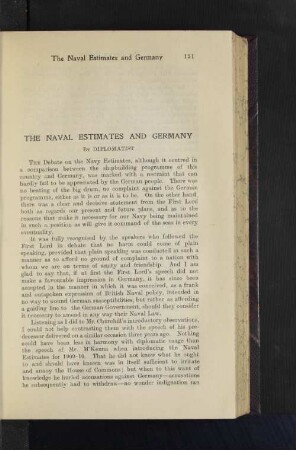 The Naval Estimates and Germany 151
THE NAVAL ESTIMATES AND GERMANY
By DIPLOMATIST
The Debate on the Navy Estimates, although it centred in
a comparison between the shipbuilding programme of this
country and Germany, was marked with a restraint that can
hardly fail to be appreciated by the German people. There was
no beating of the big drum, no complaint against the German
programme, either as it is or as it is to be. On the other hand,
there was a clear and decisive statement from the First Lord
both as regards our present and future plans, and as to the
reasons that make it necessary for our Navy being maintained
in such a position as will give it command of the seas in every
eventuality.
It was fully recognised by the speakers who followed the
First Lord in debate that no harm could come of plain
speaking, provided that plain speaking was conducted in such a
manner as to afford no ground of complaint to a nation with
whom we are on terms of amity and friendship. And I am
glad to say that, if at first the First Lord's speech did not
make a favourable impression in Germany, it has since been
accepted in the manner in which it was conceived, as a frank
and outspoken expression of British Naval policy, intended in
no way to wound German susceptibilities, but rather as affording
a guiding line to the German Government, should they consider
it necessary to amend in any way their Naval Law.
Listening as I did to Mr. Churchill's introductory observations,
I could not help contrasting them with the speech of his pre-
decessor delivered on a similar occasion three years ago. Nothing
could have been less in harmony with diplomatic usage than
the speech of Mr. M'Kenna when introducing the Naval
Estimates for 1909-10. That he did not know what he ought
to and should have known was in itself sufficient to irritate
and annoy the House of Commons; but when to this want of
knowledge he hurled accusations against Germany—accusations
he subsequently had to withdraw—no wonder indignation ran